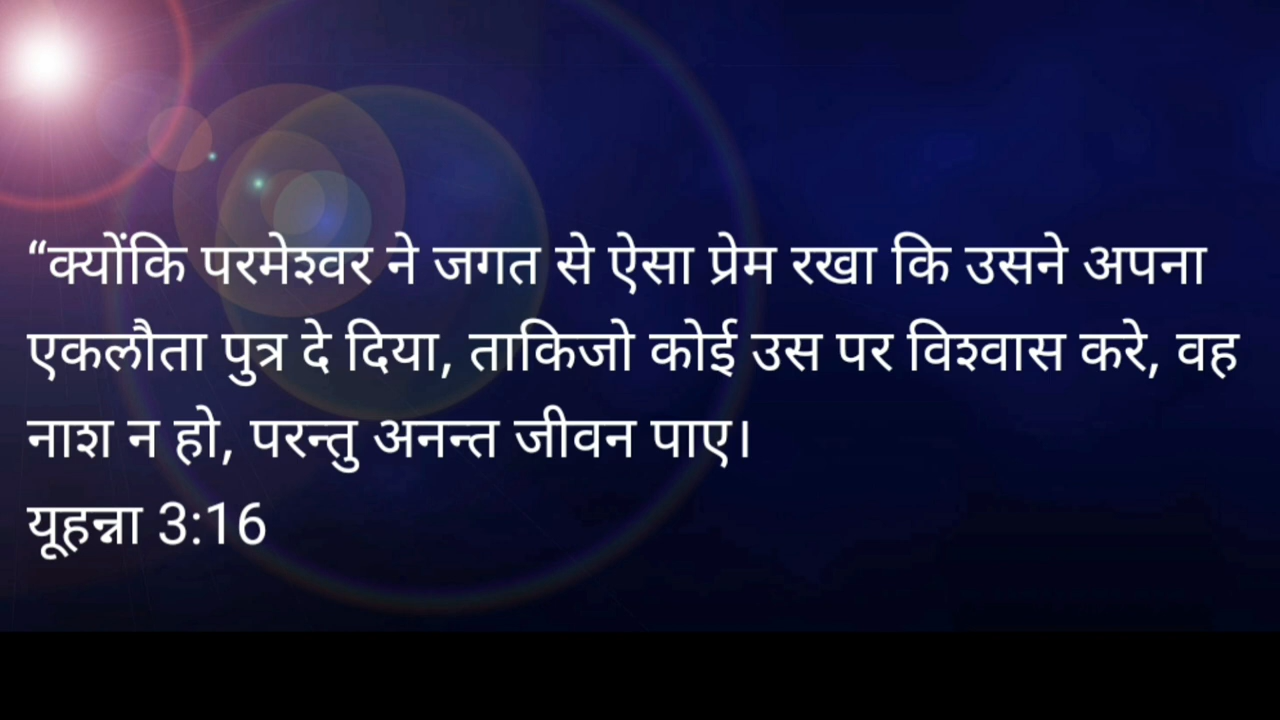 “क्योंकि परमेश्वर ने जगत से ऐसा प्रेम रखा कि उसने अपना
एकलौता पुत्र दे दिया, ताकिजो कोई उस पर विश्वास करे, वह
नाश न हो, परन्तु अनन्त जीवन पाए।
यूहन्ना 3:16